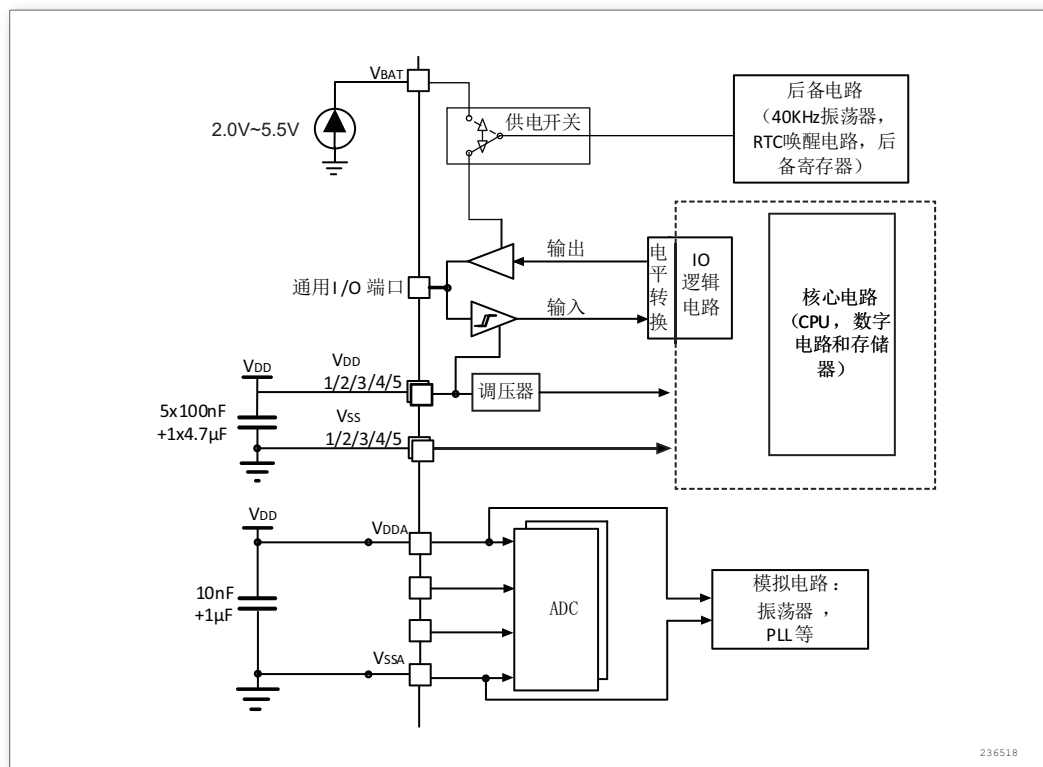 VBAT
2.0V~5.5V
供电开关
后备电路
（40KHz振荡器，
RTC唤醒电路，后
备寄存器）
输出
通用I/O 端口
输入
电
平
转
换
IO
逻辑
电路
核心电路
（CPU，数字
电路和存储
器）
VDD
VDD
1/2/3/4/5
调压器
5x100nF
+1x4.7µF
VSS
1/2/3/4/5
VDD
VDDA
10nF
+1µF
ADC
VSSA
模拟电路：
振荡器，
PLL等
236518